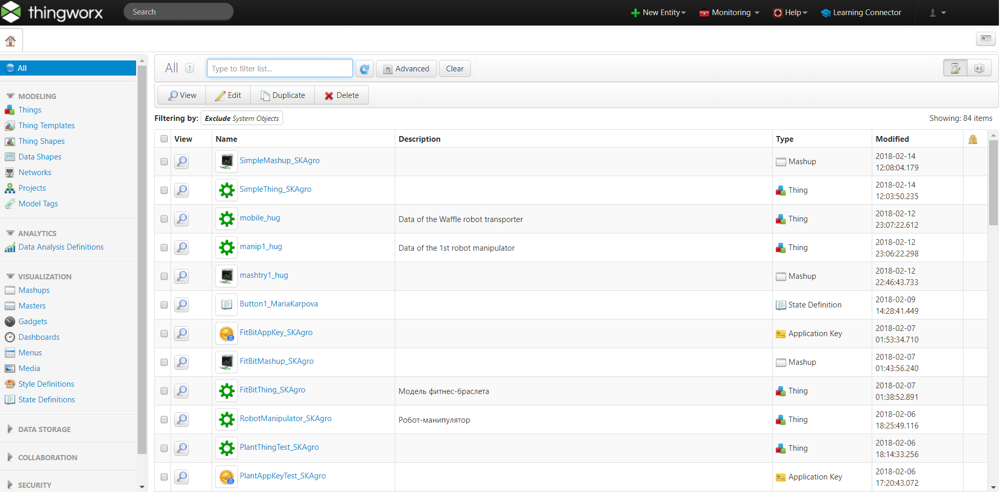 thingworx
Search
New Entity
Monitoring
Help
Learning Connector
All
MODELING
Things
Thing Templates
Thing Shapes
Data Shapes
Networks
Projects
Model Tags
ANALYTICS
Data Analysis Definitions
VISUALIZATION
Mashups
Masters
Gadgets
Dashboards
Menus
Media
Style Definitions
State Definitions
DATA STORAGE
COLLABORATION
SECURITY
All ? Type to filter list... Advanced Clear a-z
View Edit Duplicate Delete
Filtering by: Exclude System Objects Showing: 84 items
View Name Description Type Modified
SimpleMashup_SKAgro Mashup 2018-02-14
12:08:04.179
SimpleThing_SKAgro Thing 2018-02-14
12:03:50.235
mobile_hug Data of the Waffle robot transporter Thing 2018-02-12
23:07:22.612
manip1_hug Data of the 1st robot manipulator Thing 2018-02-12
23:06:22.298
mashtry1_hug Mashup 2018-02-12
22:46:43.733
Button1_MariaKarpova State Definition 2018-02-09
14:28:41.449
FitBitAppKey_SKAgro Application Key 2018-02-07
01:53:34.710
FitBitMashup_SKAgro Mashup 2018-02-07
01:43:56.240
FitBitThing_SKAgro Модель фитнес-браслета Thing 2018-02-07
01:38:52.891
RobotManipulator_SKAgro Робот-манипулятор Thing 2018-02-06
18:25:49.116
PlantThingTest_SKAgro Thing 2018-02-06
18:14:33.256
PlantAppKeyTest_SKAgro Application Key 2018-02-06
17:20:43.072